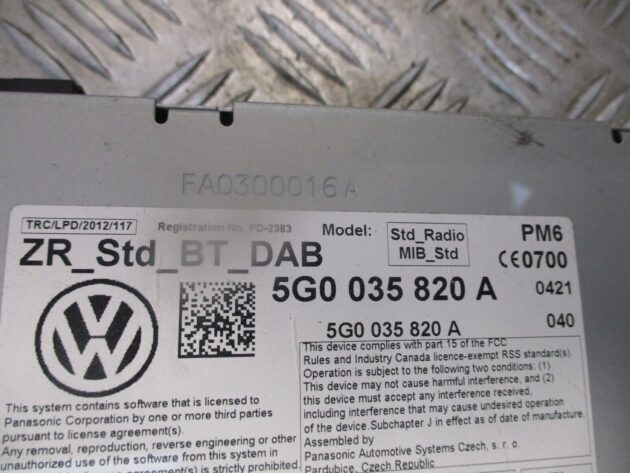 FA0300016A
TRC/LPD/2012/117 Registration No. PD-2383 Model: Std_Radio MIB_Std PM6
ZR_Std_BT_DAB CE0700
5G0 035 820 A 0421
5G0 035 820 A 040
This device complies with part 15 of the FCC
Rules and Industry Canada licence-exempt RSS standard(s).
Operation is subject to the following two conditions: (1)
This device may not cause harmful interference, and (2)
this device must accept any interference received,
including interference that may cause undesired operation
of the device.Subchapter J in effect as of date of manufacture.
Assembled by
Panasonic Automotive Systems Czech, s. r. o.
Pardubice, Czech Republic
This system contains software that is licensed to
Panasonic Corporation by one or more third parties
pursuant to license agreement(s).
Any removal, reproduction, reverse engineering or other
unauthorized use of the software from this system in
agreement(s) is strictly prohibited.